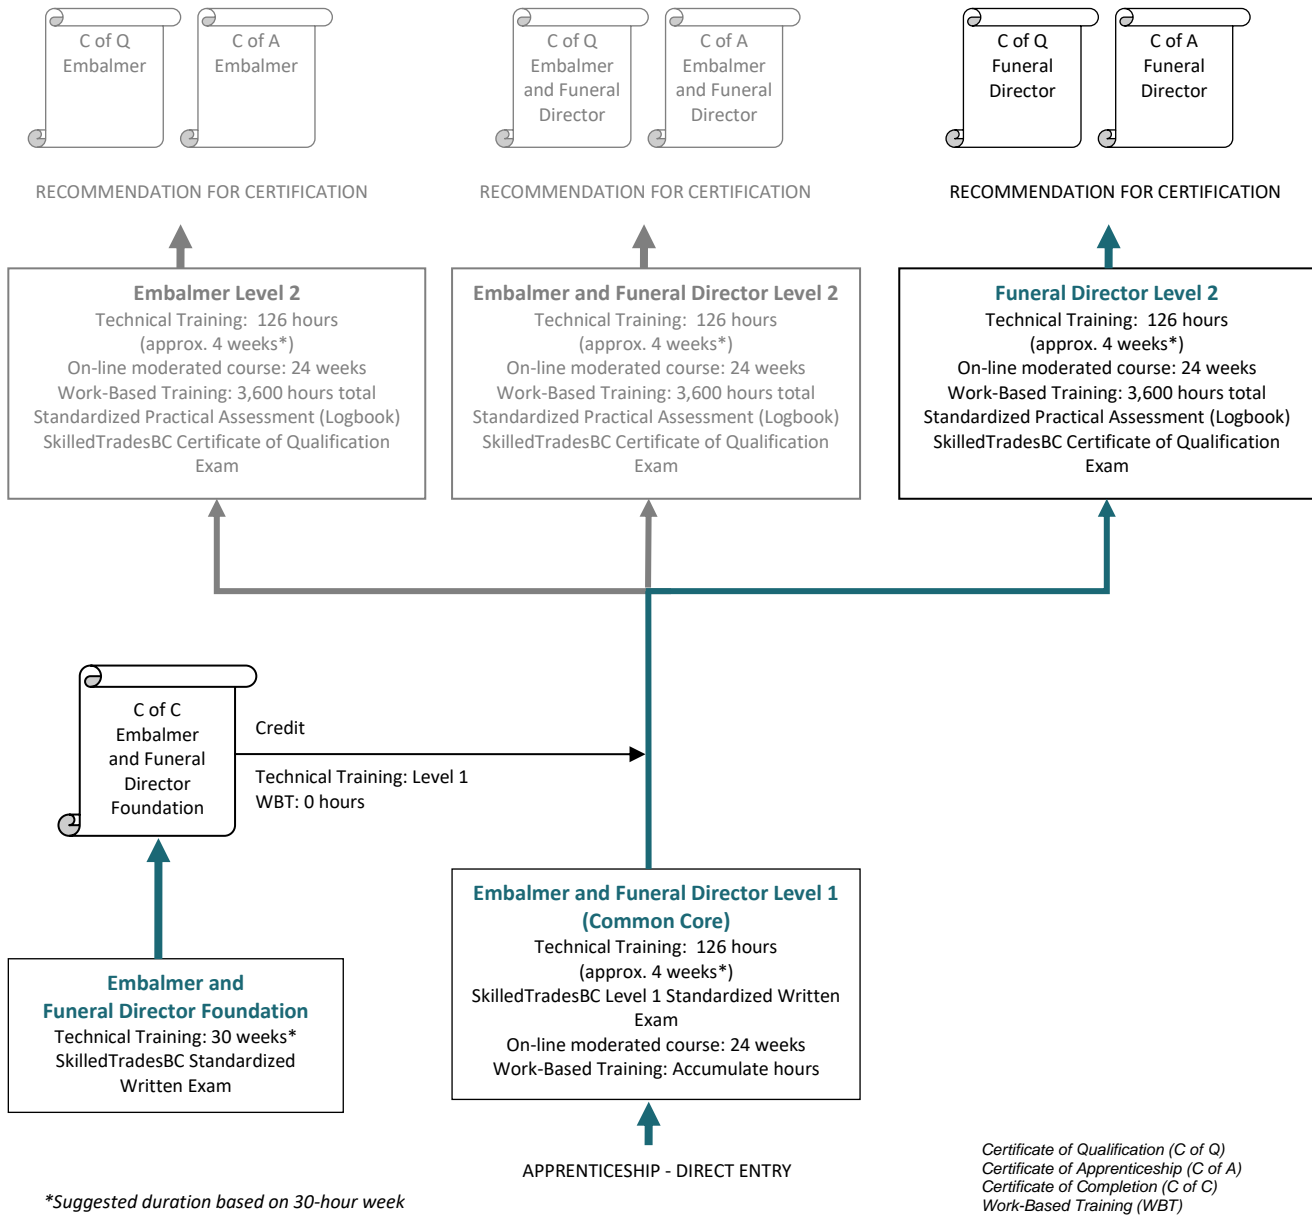 C of Q
Embalmer
C of A
Embalmer
C of Q
Embalmer
and Funeral
Director
C of A
Embalmer
and Funeral
Director
C of Q
Funeral
Director
C of A
Funeral
Director
RECOMMENDATION FOR CERTIFICATION
RECOMMENDATION FOR CERTIFICATION
RECOMMENDATION FOR CERTIFICATION
Embalmer Level 2
Technical Training: 126 hours
(approx. 4 weeks*)
On-line moderated course: 24 weeks
Work-Based Training: 3,600 hours total
Standardized Practical Assessment (Logbook)
SkilledTradesBC Certificate of Qualification
Exam
Embalmer and Funeral Director Level 2
Technical Training: 126 hours
(approx. 4 weeks*)
On-line moderated course: 24 weeks
Work-Based Training: 3,600 hours total
Standardized Practical Assessment (Logbook)
SkilledTradesBC Certificate of Qualification
Exam
Funeral Director Level 2
Technical Training: 126 hours
(approx. 4 weeks*)
On-line moderated course: 24 weeks
Work-Based Training: 3,600 hours total
Standardized Practical Assessment (Logbook)
SkilledTradesBC Certificate of Qualification
Exam
C of C
Embalmer
and Funeral
Director
Foundation
Credit
Technical Training: Level 1
WBT: 0 hours
Embalmer and Funeral Director Level 1
(Common Core)
Technical Training: 126 hours
(approx. 4 weeks*)
SkilledTradesBC Level 1 Standardized Written
Exam
On-line moderated course: 24 weeks
Work-Based Training: Accumulate hours
Embalmer and
Funeral Director Foundation
Technical Training: 30 weeks*
SkilledTradesBC Standardized
Written Exam
APPRENTICESHIP - DIRECT ENTRY
*Suggested duration based on 30-hour week
Certificate of Qualification (C of Q)
Certificate of Apprenticeship (C of A)
Certificate of Completion (C of C)
Work-Based Training (WBT)